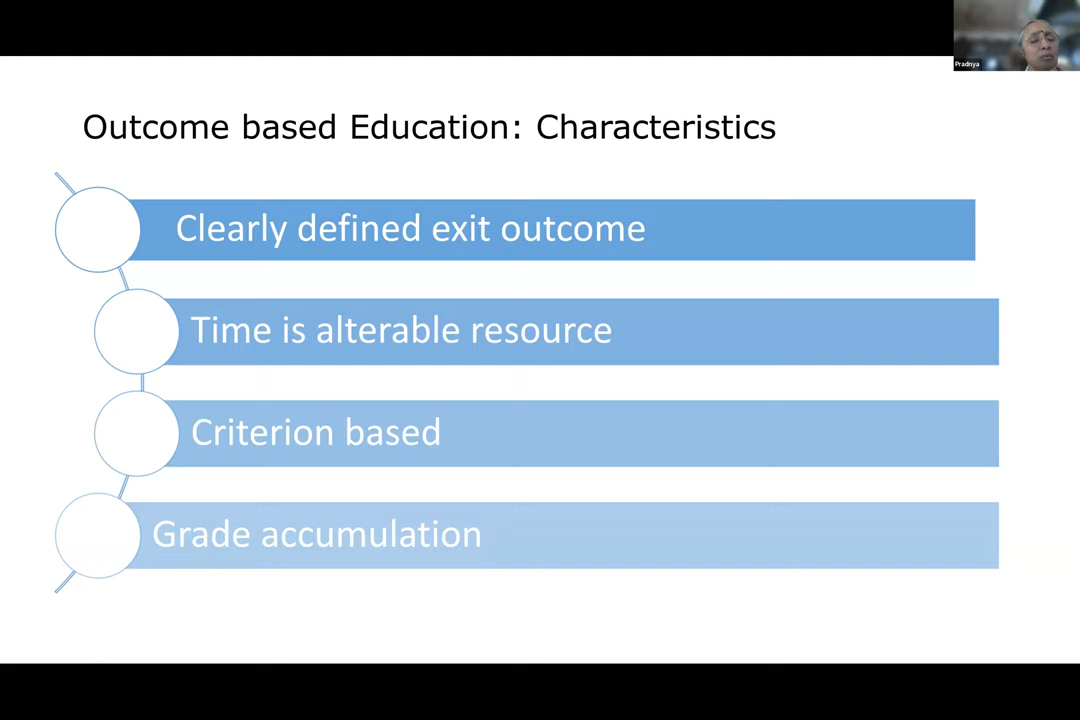 Pradnya
Outcome based Education: Characteristics
Clearly defined exit outcome
Time is alterable resource
Criterion based
Grade accumulation